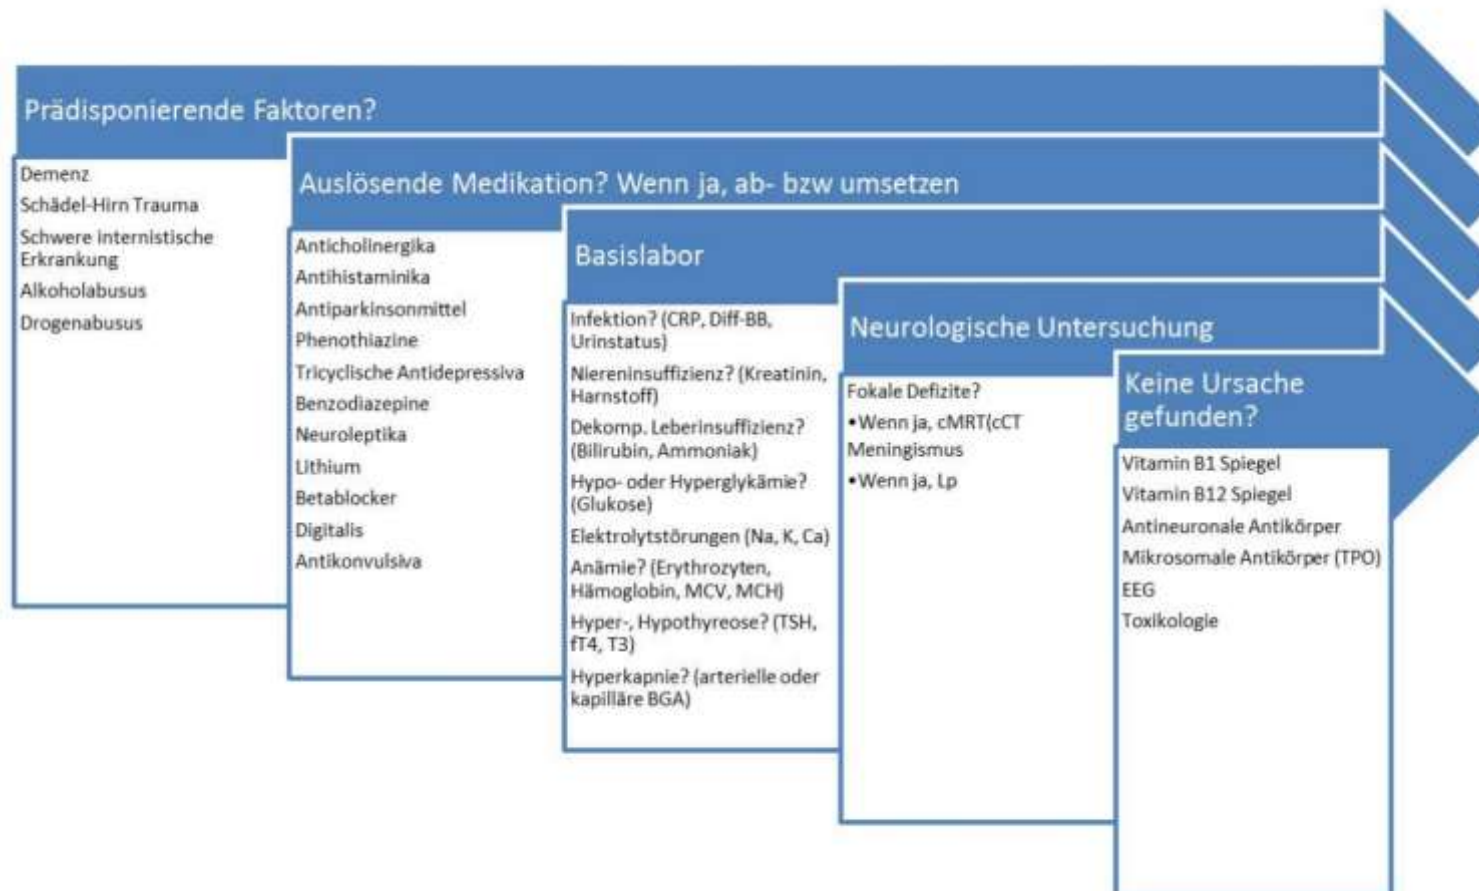 Prädisponierende Faktoren?
Demenz
Schädel-Hirn Trauma
Schwere internistische
Erkrankung
Alkoholabusus
Drogenabusus
Auslösende Medikation? Wenn ja, ab- bzw umsetzen
Anticholinergika
Antihistaminika
Antiparkinsonmittel
Phenothiazine
Tricyclische Antidepressiva
Benzodiazepine
Neuroleptika
Lithium
Betablocker
Digitalis
Antikonvulsiva
Basislabor
Infektion? (CRP, Diff-BB,
Urinstatus)
Niereninsuffizienz? (Kreatinin,
Harnstoff)
Dekomp. Leberinsuffizienz?
(Bilirubin, Ammoniak)
Hypo- oder Hyperglykämie?
(Glukose)
Elektrolytstörungen (Na, K, Ca)
Anämie? (Erythrozyten,
Hämoglobin, MCV, MCH)
Hyper-, Hypothyreose? (TSH,
fT4, T3)
Hyperkapnie? (arterielle oder
kapilläre BGA)
Neurologische Untersuchung
Fokale Defizite?
•Wenn ja, cMRT(cCT
Meningismus
•Wenn ja, Lp
Keine Ursache
gefunden?
Vitamin B1 Spiegel
Vitamin B12 Spiegel
Antineuronale Antikörper
Mikrosomale Antikörper (TPO)
EEG
Toxikologie